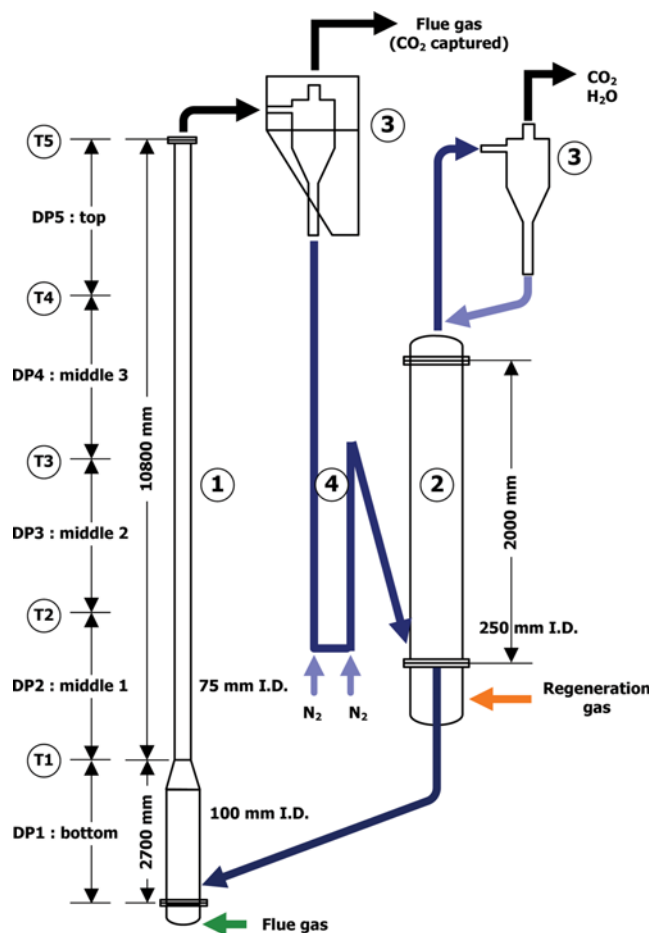 Flue gas
(CO₂ captured)
CO₂
H₂O
3
3
T5
DP5 : top
T4
DP4 : middle 3
10800 mm
T3
1
4
2
2000 mm
DP3 : middle 2
T2
250 mm I.D.
DP2 : middle 1
75 mm I.D.
N₂
N₂
Regeneration
gas
T1
2700 mm
100 mm I.D.
DP1 : bottom
Flue gas